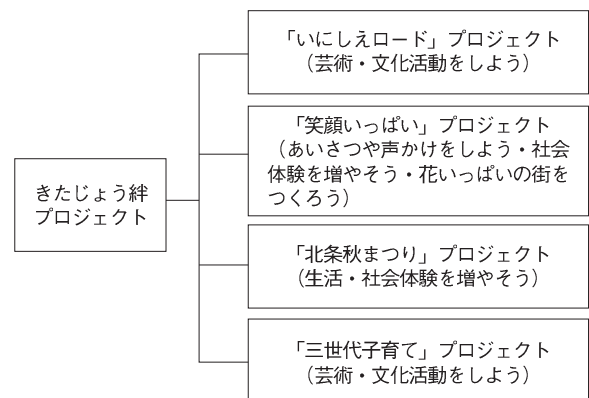 「いにしえロード」プロジェクト
（芸術・文化活動をしよう）
「笑顔いっぱい」プロジェクト
（あいさつや声かけをしよう・社会
体験を増やそう・花いっぱいの街を
つくろう）
きたじょう絆
プロジェクト
「北条秋まつり」プロジェクト
（生活・社会体験を増やそう）
「三世代子育て」プロジェクト
（芸術・文化活動をしよう）